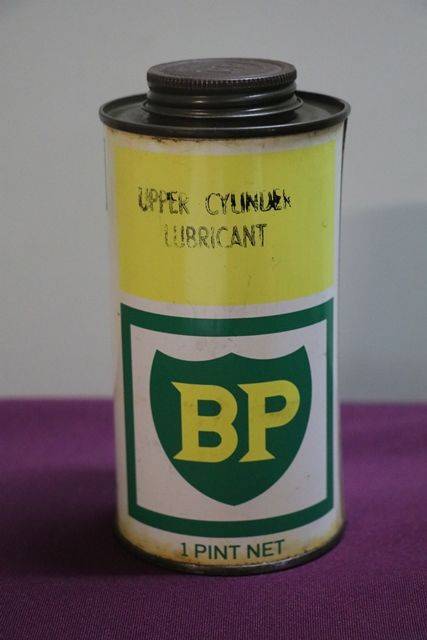 UPPER CYLINDER
LUBRICANT
BP
1 PINT NET